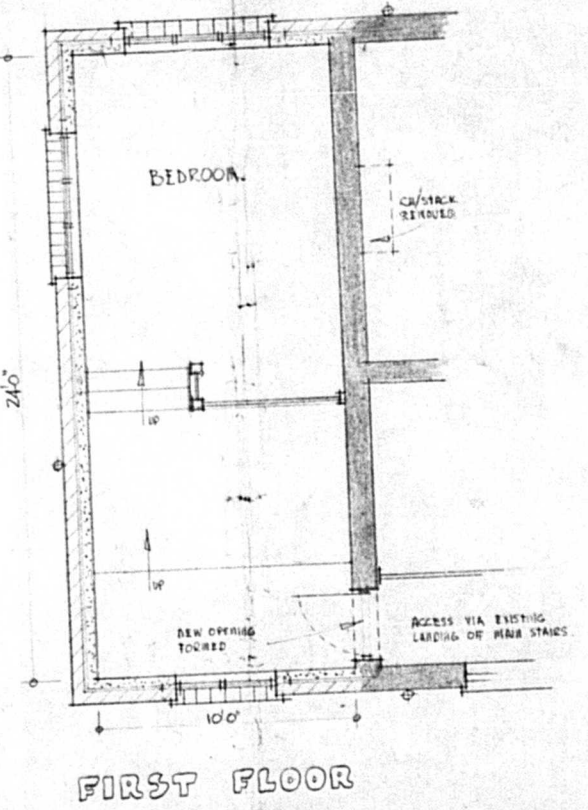 BEDROOM.
CH/STACK
REMOVED
24'0"
UP
UP
NEW OPENING
FORMED
ACCESS VIA EXISTING
LANDING OF MAIN STAIRS.
10'0"
FIRST FLOOR